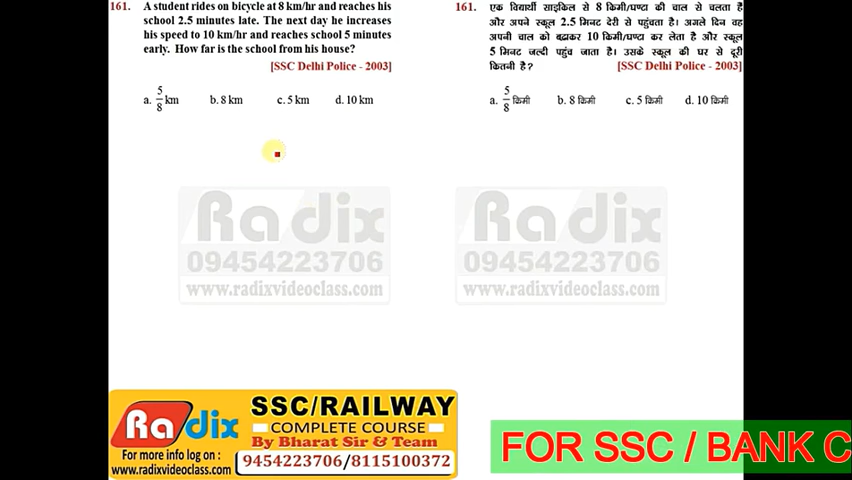 161. A student rides on bicycle at 8 km/hr and reaches his
school 2.5 minutes late. The next day he increases
his speed to 10 km/hr and reaches school 5 minutes
early. How far is the school from his house?
[SSC Delhi Police - 2003]
a. 5/8 km b. 8 km c. 5 km d. 10 km
161. एक विद्यार्थी साइकिल से 8 किमी/घण्टा की चाल से चलता है
और अपने स्कूल 2.5 मिनट देरी से पहुंचता है। अगले दिन वह
अपनी चाल को बढ़ाकर 10 किमी/घण्टा कर लेता है और स्कूल
5 मिनट जल्दी पहुंच जाता है। उसके स्कूल की घर से दूरी
कितनी है? [SSC Delhi Police - 2003]
a. 5/8 किमी b. 8 किमी c. 5 किमी d. 10 किमी
Radix
09454223706
www.radixvideoclass.com
Radix
09454223706
www.radixvideoclass.com
Radix
For more info log on :
www.radixvideoclass.com
SSC/RAILWAY
COMPLETE COURSE
By Bharat Sir & Team
9454223706/8115100372
FOR SSC / BANK C